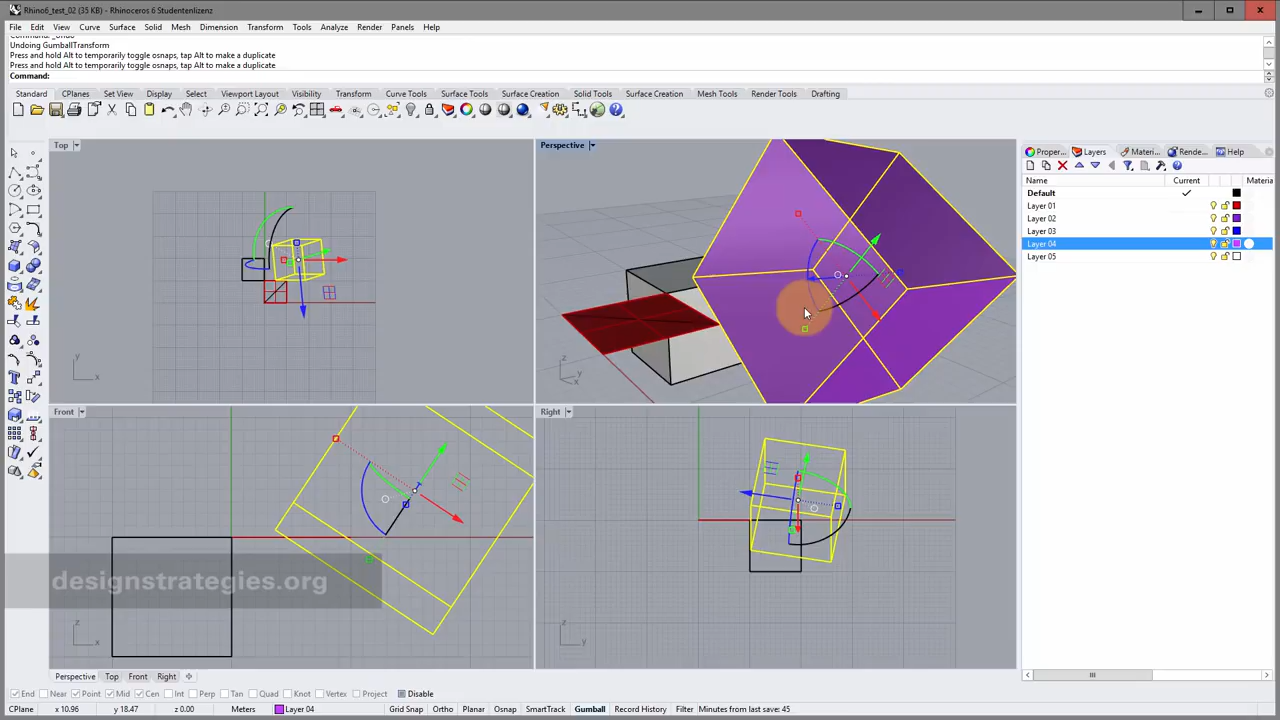 Rhino6_test_02 (35 KB) - Rhinoceros 6 Studentenlizenz
File Edit View Curve Surface Solid Mesh Dimension Transform Tools Analyze Render Panels Help
Undoing GumballTransform
Press and hold Alt to temporarily toggle osnaps, tap Alt to make a duplicate
Press and hold Alt to temporarily toggle osnaps, tap Alt to make a duplicate
Command:
Standard CPlanes Set View Display Select Viewport Layout Visibility Transform Curve Tools Surface Tools Surface Creation Solid Tools Surface Creation Mesh Tools Render Tools Drafting
Top
y
x
Perspective
z
y
x
Proper... Layers Materi... Rende... Help
Name Current Material
Default
Layer 01
Layer 02
Layer 03
Layer 04
Layer 05
Front
z
x
Right
z
y
designstrategies.org
Perspective Top Front Right
End Near Point Mid Cen Int Perp Tan Quad Knot Vertex Project Disable
CPlane x 10.96 y 18.47 z 0.00 Meters Layer 04 Grid Snap Ortho Planar Osnap SmartTrack Gumball Record History Filter Minutes from last save: 45